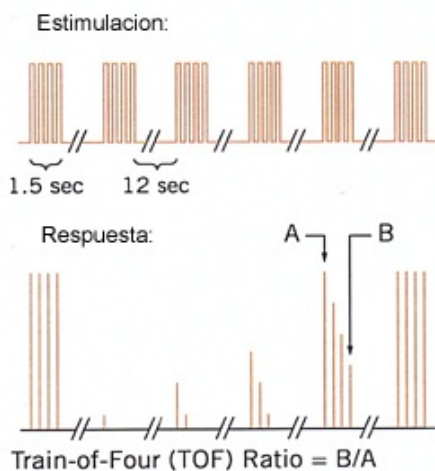 Estimulacion:
1.5 sec
12 sec
Respuesta:
A
B
Train-of-Four (TOF) Ratio = B/A